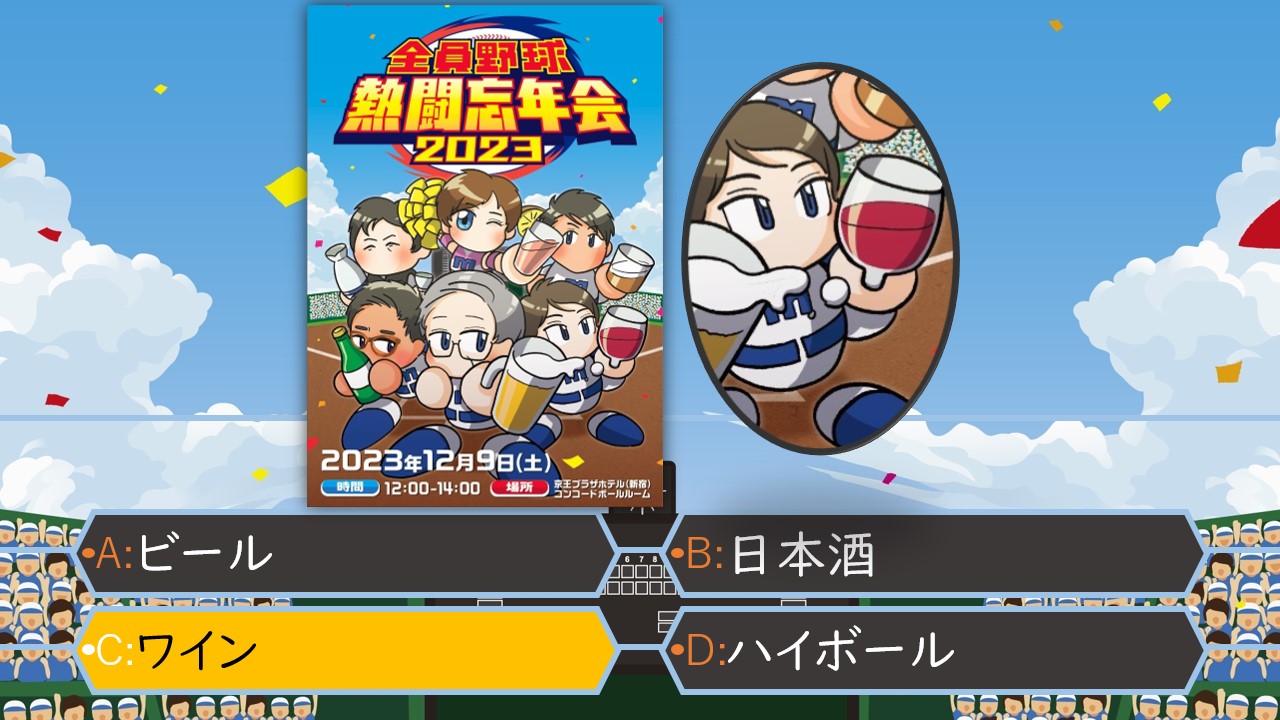 全員野球
熱闘忘年会
2023
2023年12月9日(土)
時間 12:00-14:00 場所 京王プラザホテル(新宿)
コンコードボールルーム
6 7 8
A:ビール
B:日本酒
C:ワイン
D:ハイボール